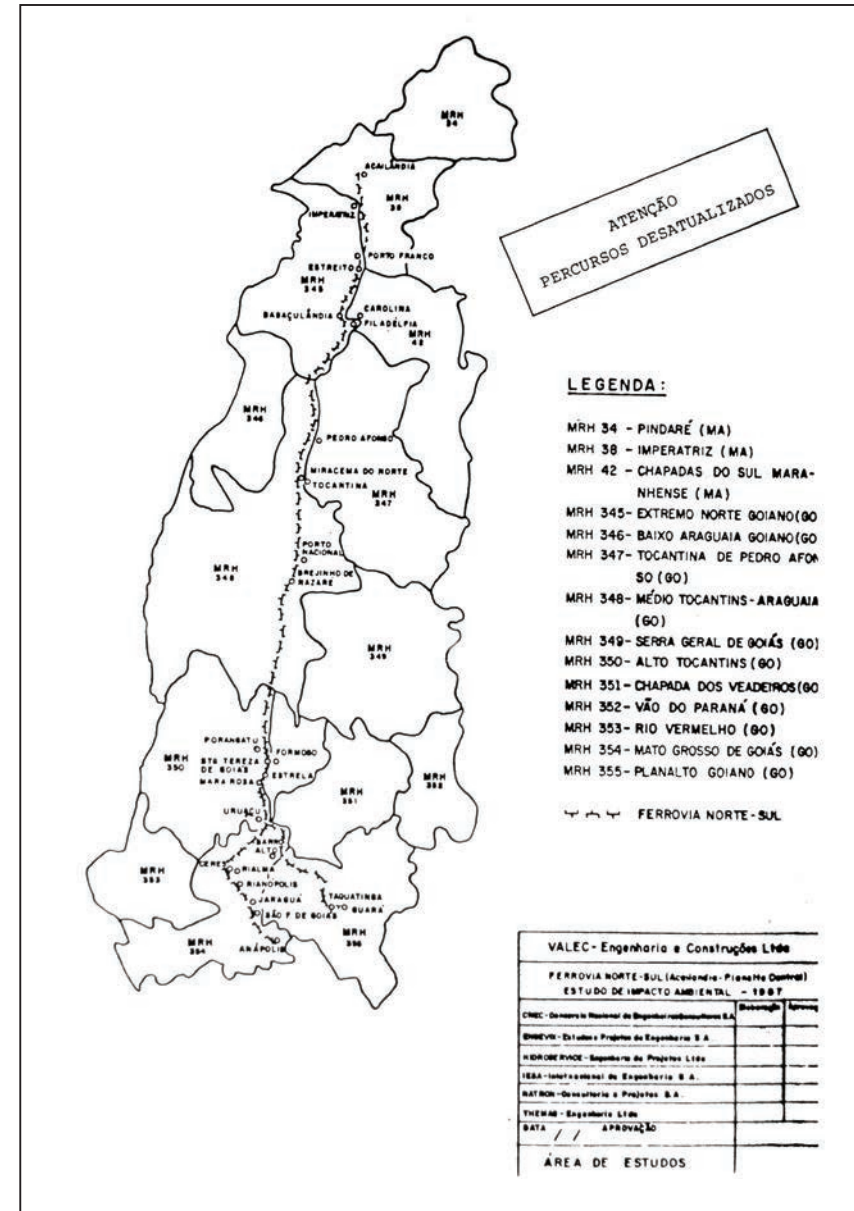 MRH
34
AÇAILÂNDIA
MRH
38
IMPERATRIZ
PORTO FRANCO
ESTREITO
MRH
345
BABAÇULÂNDIA
CAROLINA
FILADÉLFIA
MRH
42
MRH
346
PEDRO AFONSO
MIRACEMA DO NORTE
TOCANTINA
MRH
347
PORTO
NACIONAL
MRH
348
BREJINHO DE
NAZARÉ
MRH
349
PORANGATU
FORMOSO
MRH
350
STª TEREZA
DE GOIÁS
ESTRELA
MARA ROSA
MRH
351
MRH
352
URUAÇU
BARRO
ALTO
CERES
RIALMA
MRH
353
RIANÓPOLIS
TAQUATINGA
GUARÁ
JARAGUÁ
SÃO F. DE GOIÁS
MRH
354
ANÁPOLIS
MRH
ATENÇÃO
PERCURSOS DESATUALIZADOS
LEGENDA:
MRH 34 - PINDARÉ (MA)
MRH 38 - IMPERATRIZ (MA)
MRH 42 - CHAPADAS DO SUL MARA-
NHENSE (MA)
MRH 345- EXTREMO NORTE GOIANO(GO
MRH 346- BAIXO ARAGUAIA GOIANO(GO
MRH 347- TOCANTINA DE PEDRO AFON
SO (GO)
MRH 348- MÉDIO TOCANTINS-ARAGUAIA
(GO)
MRH 349- SERRA GERAL DE GOIÁS (GO)
MRH 350- ALTO TOCANTINS (GO)
MRH 351- CHAPADA DOS VEADEIROS(GO
MRH 352- VÃO DO PARANÁ (GO)
MRH 353- RIO VERMELHO (GO)
MRH 354- MATO GROSSO DE GOIÁS (GO)
MRH 355- PLANALTO GOIANO (GO)
FERROVIA NORTE-SUL
VALEC- Engenharia e Construções Ltda
FERROVIA NORTE-SUL (Acailandia-Planalto Central)
ESTUDO DE IMPACTO AMBIENTAL - 1987
Elaboração
CNEC-Consorcio Nacional de Engenheiros Consultores S.A
ENGEVIX-Estudos e Projetos de Engenharia S.A.
HIDROSERVICE-Engenharia de Projetos Ltda
IESA-Internacional de Engenharia S.A.
NATRON-Consultoria e Projetos S.A.
THEMAG-Engenharia Ltda
DATA / / APROVAÇÃO
ÁREA DE ESTUDOS